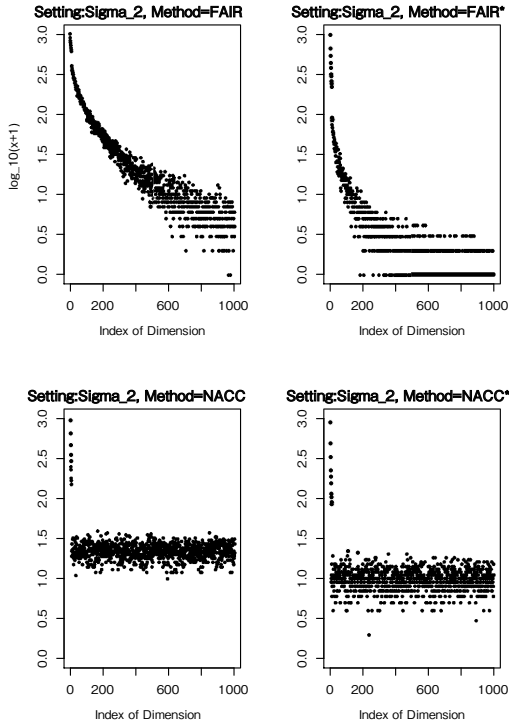 Setting:Sigma_2, Method=FAIR
3.0
2.5
2.0
1.5
1.0
0.5
0.0
log_10(x+1)
0 200 600 1000
Index of Dimension
Setting:Sigma_2, Method=FAIR*
3.0
2.5
2.0
1.5
1.0
0.5
0.0
0 200 600 1000
Index of Dimension
Setting:Sigma_2, Method=NACC
3.0
2.5
2.0
1.5
1.0
0.5
0.0
0 200 600 1000
Index of Dimension
Setting:Sigma_2, Method=NACC*
3.0
2.5
2.0
1.5
1.0
0.5
0.0
0 200 600 1000
Index of Dimension